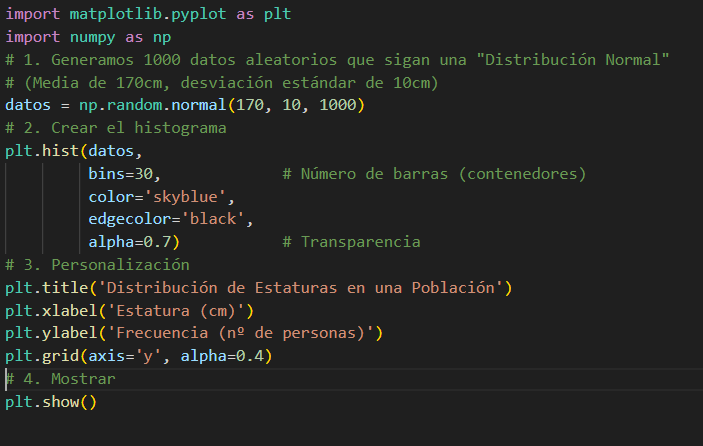 import matplotlib.pyplot as plt
import numpy as np
# 1. Generamos 1000 datos aleatorios que sigan una "Distribución Normal"
# (Media de 170cm, desviación estándar de 10cm)
datos = np.random.normal(170, 10, 1000)
# 2. Crear el histograma
plt.hist(datos,
         bins=30,             # Número de barras (contenedores)
         color='skyblue',
         edgecolor='black',
         alpha=0.7)           # Transparencia
# 3. Personalización
plt.title('Distribución de Estaturas en una Población')
plt.xlabel('Estatura (cm)')
plt.ylabel('Frecuencia (nº de personas)')
plt.grid(axis='y', alpha=0.4)
# 4. Mostrar
plt.show()